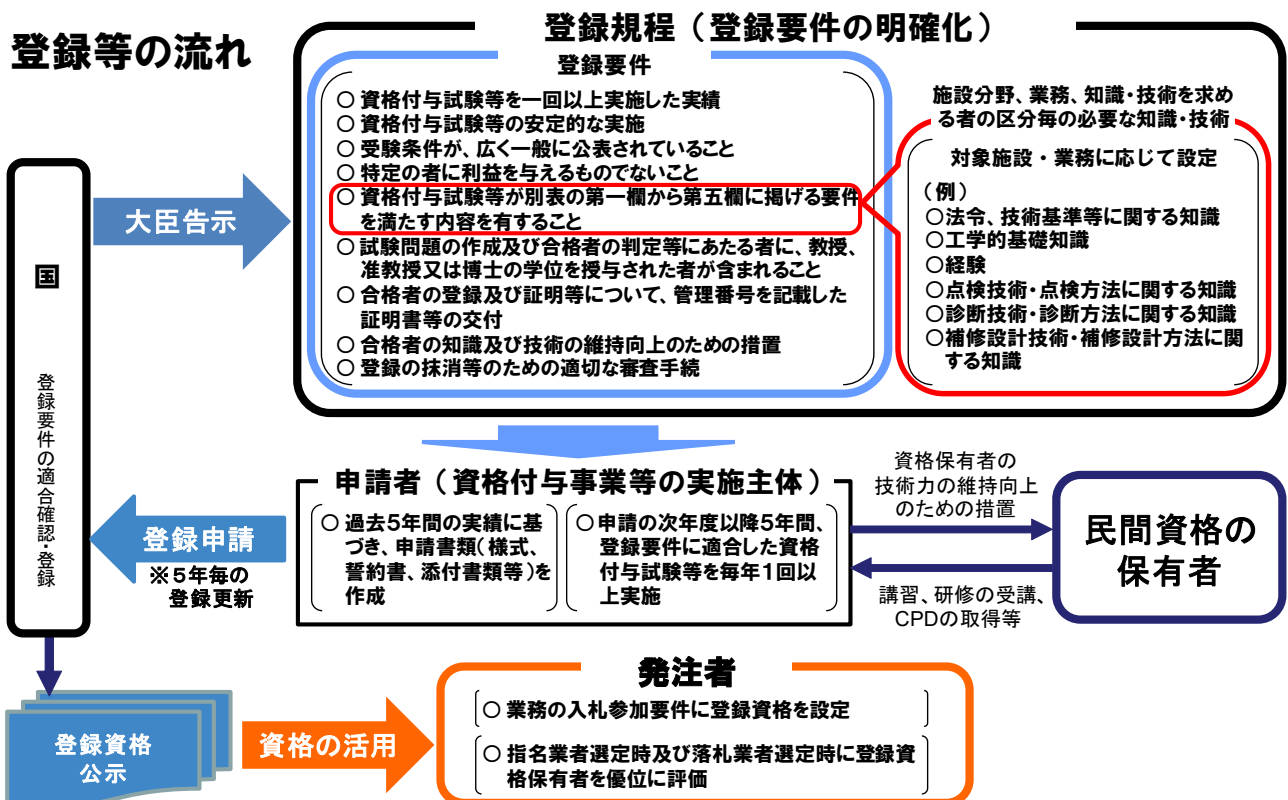 登録等の流れ
登録規程（登録要件の明確化）
登録要件
○ 資格付与試験等を一回以上実施した実績
○ 資格付与試験等の安定的な実施
○ 受験条件が、広く一般に公表されていること
○ 特定の者に利益を与えるものでないこと
○ 資格付与試験等が別表の第一欄から第五欄に掲げる要件
を満たす内容を有すること
○ 試験問題の作成及び合格者の判定等にあたる者に、教授、
准教授又は博士の学位を授与された者が含まれること
○ 合格者の登録及び証明等について、管理番号を記載した
証明書等の交付
○ 合格者の知識及び技術の維持向上のための措置
○ 登録の抹消等のための適切な審査手続
施設分野、業務、知識・技術を求め
る者の区分毎の必要な知識・技術
対象施設・業務に応じて設定
（例）
○法令、技術基準等に関する知識
○工学的基礎知識
○経験
○点検技術・点検方法に関する知識
○診断技術・診断方法に関する知識
○補修設計技術・補修設計方法に関
する知識
国
登録要件の適合確認・登録
大臣告示
申請者（資格付与事業等の実施主体）
○ 過去5年間の実績に基
づき、申請書類（様式、
誓約書、添付書類等）を
作成
○ 申請の次年度以降5年間、
登録要件に適合した資格
付与試験等を毎年1回以
上実施
登録申請
※５年毎の
登録更新
資格保有者の
技術力の維持向上
のための措置
講習、研修の受講、
CPDの取得等
民間資格の
保有者
登録資格
公示
資格の活用
発注者
○ 業務の入札参加要件に登録資格を設定
○ 指名業者選定時及び落札業者選定時に登録資
格保有者を優位に評価